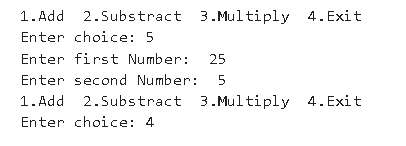 1.Add  2.Substract  3.Multiply  4.Exit
Enter choice: 5
Enter first Number:  25
Enter second Number:  5
1.Add  2.Substract  3.Multiply  4.Exit
Enter choice: 4